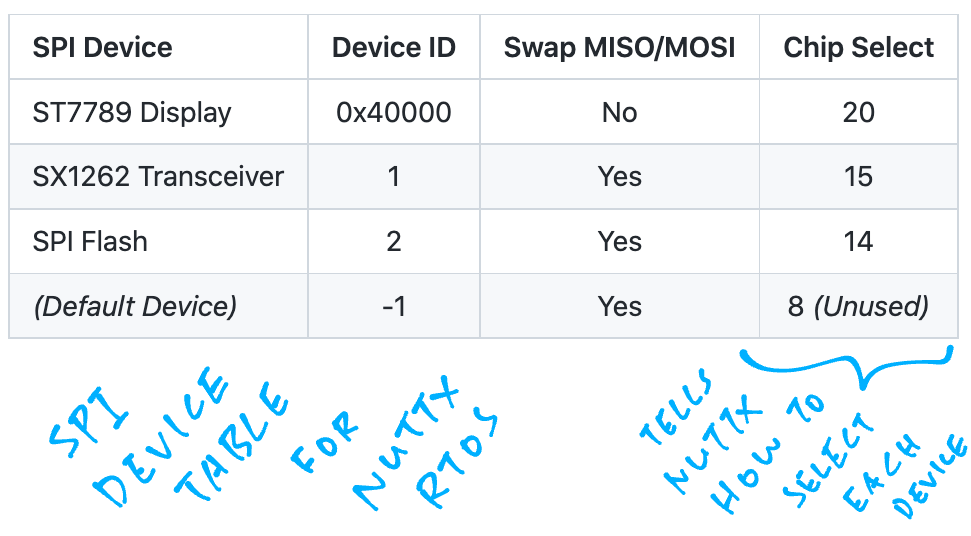 SPI Device Device ID Swap MISO/MOSI Chip Select
ST7789 Display 0x40000 No 20
SX1262 Transceiver 1 Yes 15
SPI Flash 2 Yes 14
(Default Device) -1 Yes 8 (Unused)
SPI
DEVICE
TABLE
FOR
NUTTX
RTOS
TELLS
NUTTX
HOW TO
SELECT
EACH
DEVICE